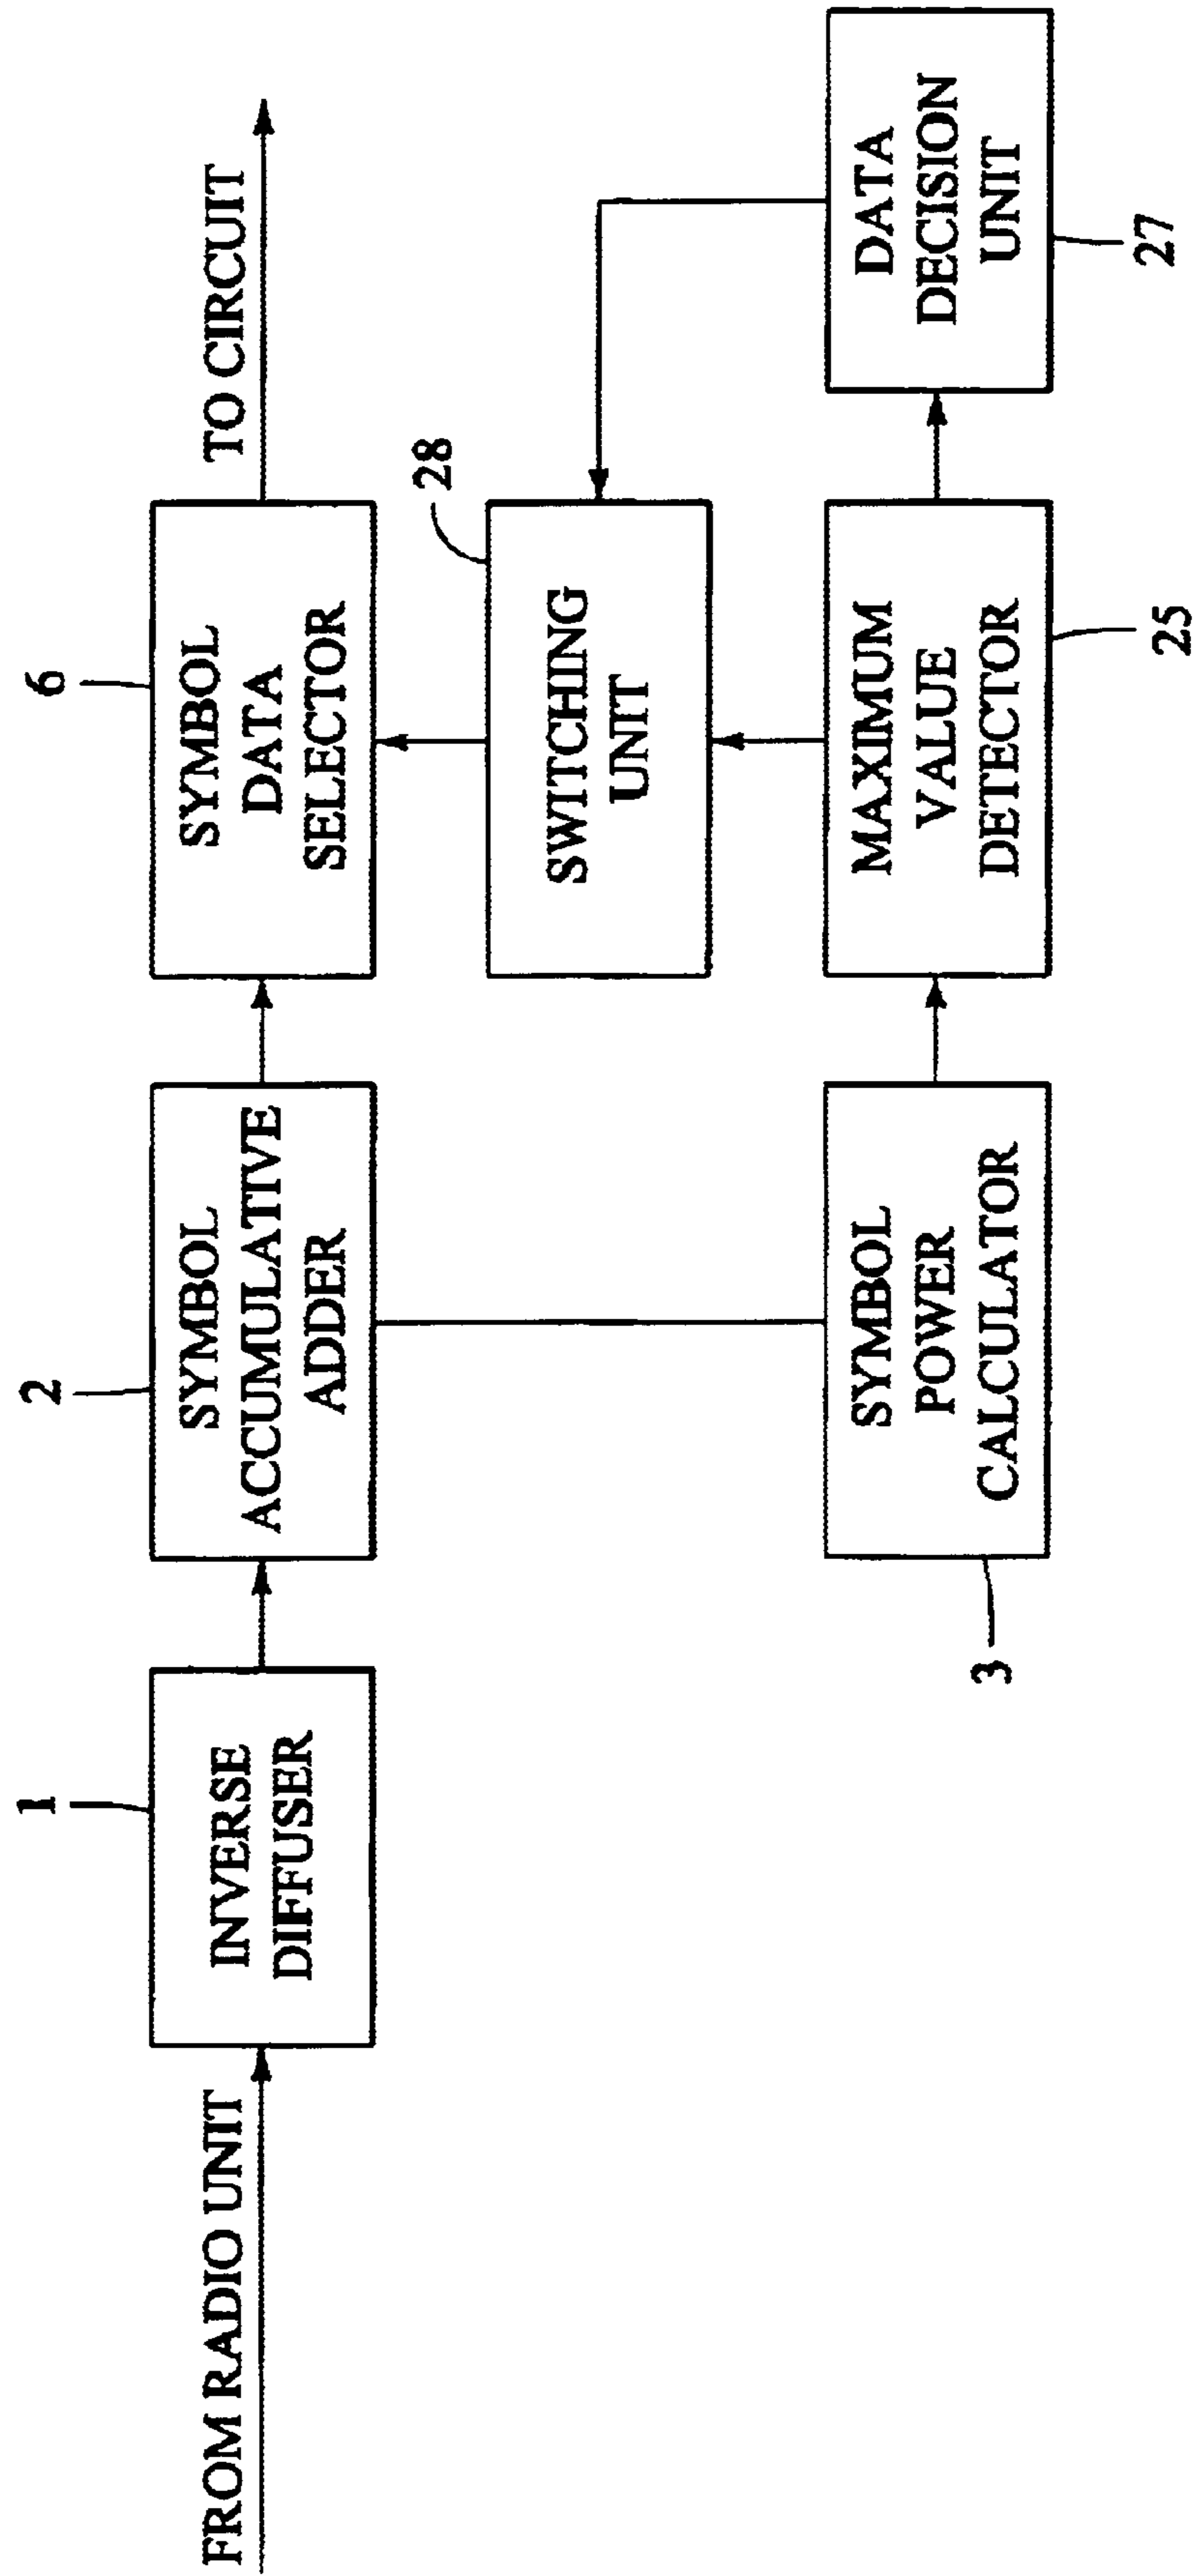 FROM RADIO UNIT
1
INVERSE
DIFFUSER
2
SYMBOL
ACCUMULATIVE
ADDER
6
SYMBOL
DATA
SELECTOR
TO CIRCUIT
28
SWITCHING
UNIT
SYMBOL
POWER
CALCULATOR
3
MAXIMUM
VALUE
DETECTOR
25
DATA
DECISION
UNIT
27